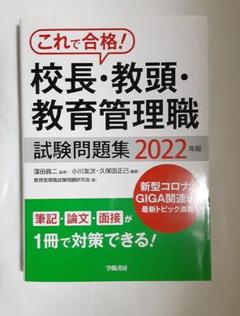 これで合格!
校長・教頭・
教育管理職
試験問題集2022年版
窪田眞二 監修 小川友次・久保田正己 編著
教育管理職試験問題研究会 著
新型コロナ
GIGA関連
最新トピック満載
筆記・論文・面接が
1冊で対策できる!
学陽書房